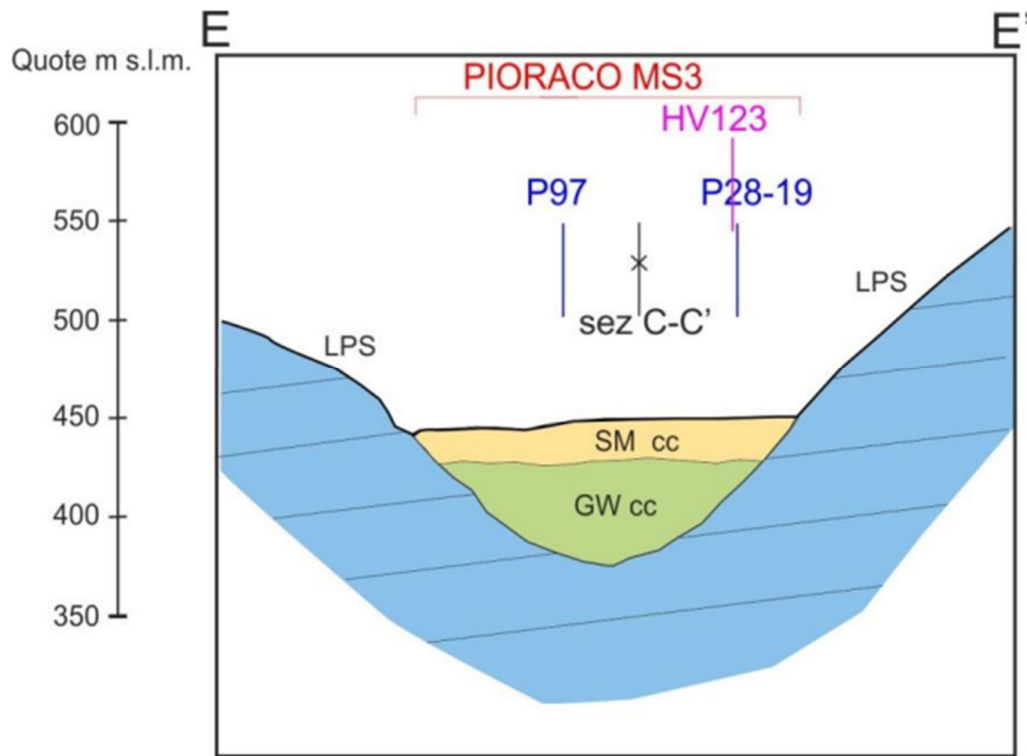 E E'
Quote m s.l.m.
PIORACO MS3
600
HV123
P97 P28-19
550
LPS
500
sez C-C'
LPS
450
SM cc
GW cc
400
350